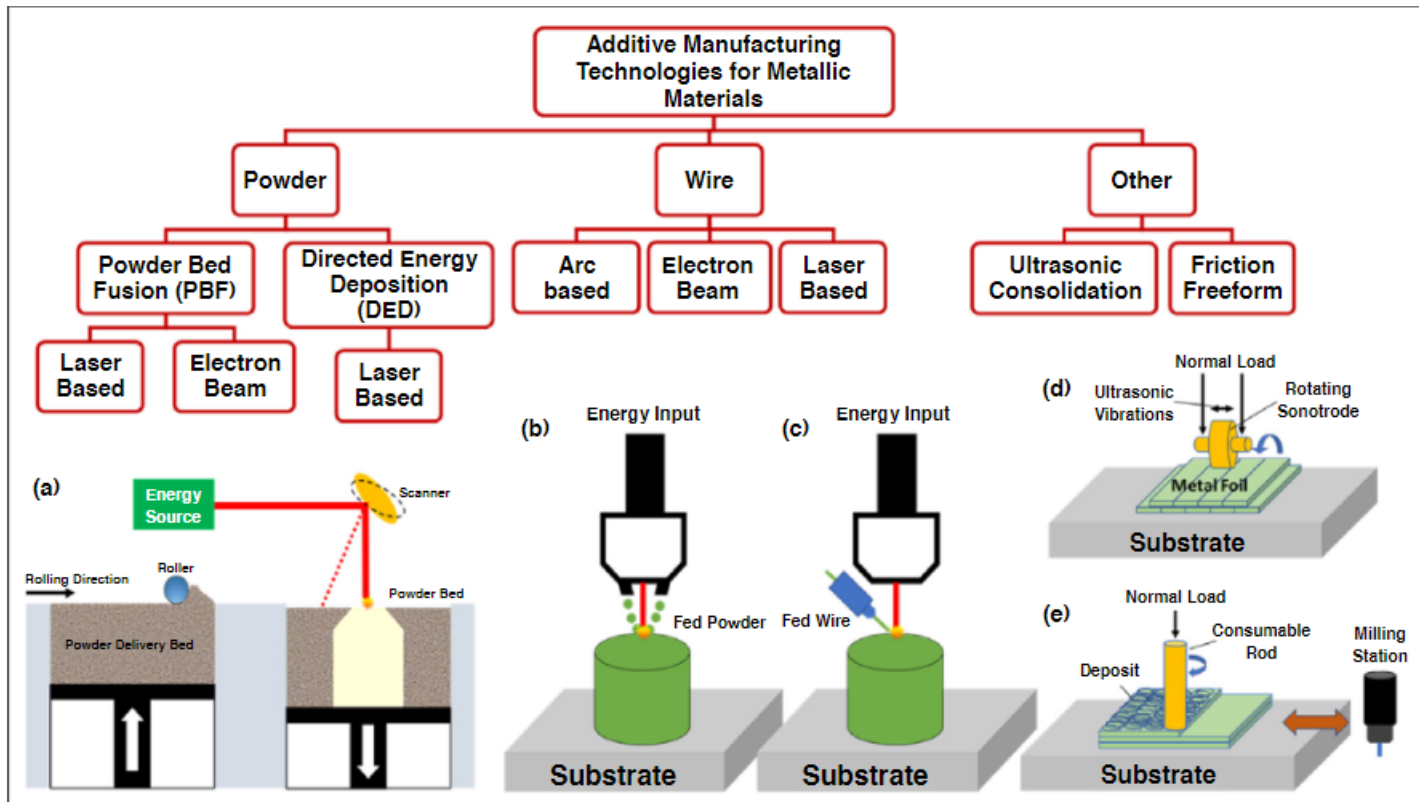 Additive Manufacturing
Technologies for Metallic
Materials
Powder
Wire
Other
Powder Bed
Fusion (PBF)
Directed Energy
Deposition
(DED)
Arc
based
Electron
Beam
Laser
Based
Ultrasonic
Consolidation
Friction
Freeform
Laser
Based
Electron
Beam
Laser
Based
(a)
Energy
Source
Scanner
Rolling Direction
Roller
Powder Bed
Powder Delivery Bed
(b)
Energy Input
Fed Powder
Substrate
(c)
Energy Input
Fed Wire
Substrate
(d)
Normal Load
Ultrasonic
Vibrations
Rotating
Sonotrode
Metal Foil
Substrate
(e)
Normal Load
Consumable
Rod
Deposit
Milling
Station
Substrate